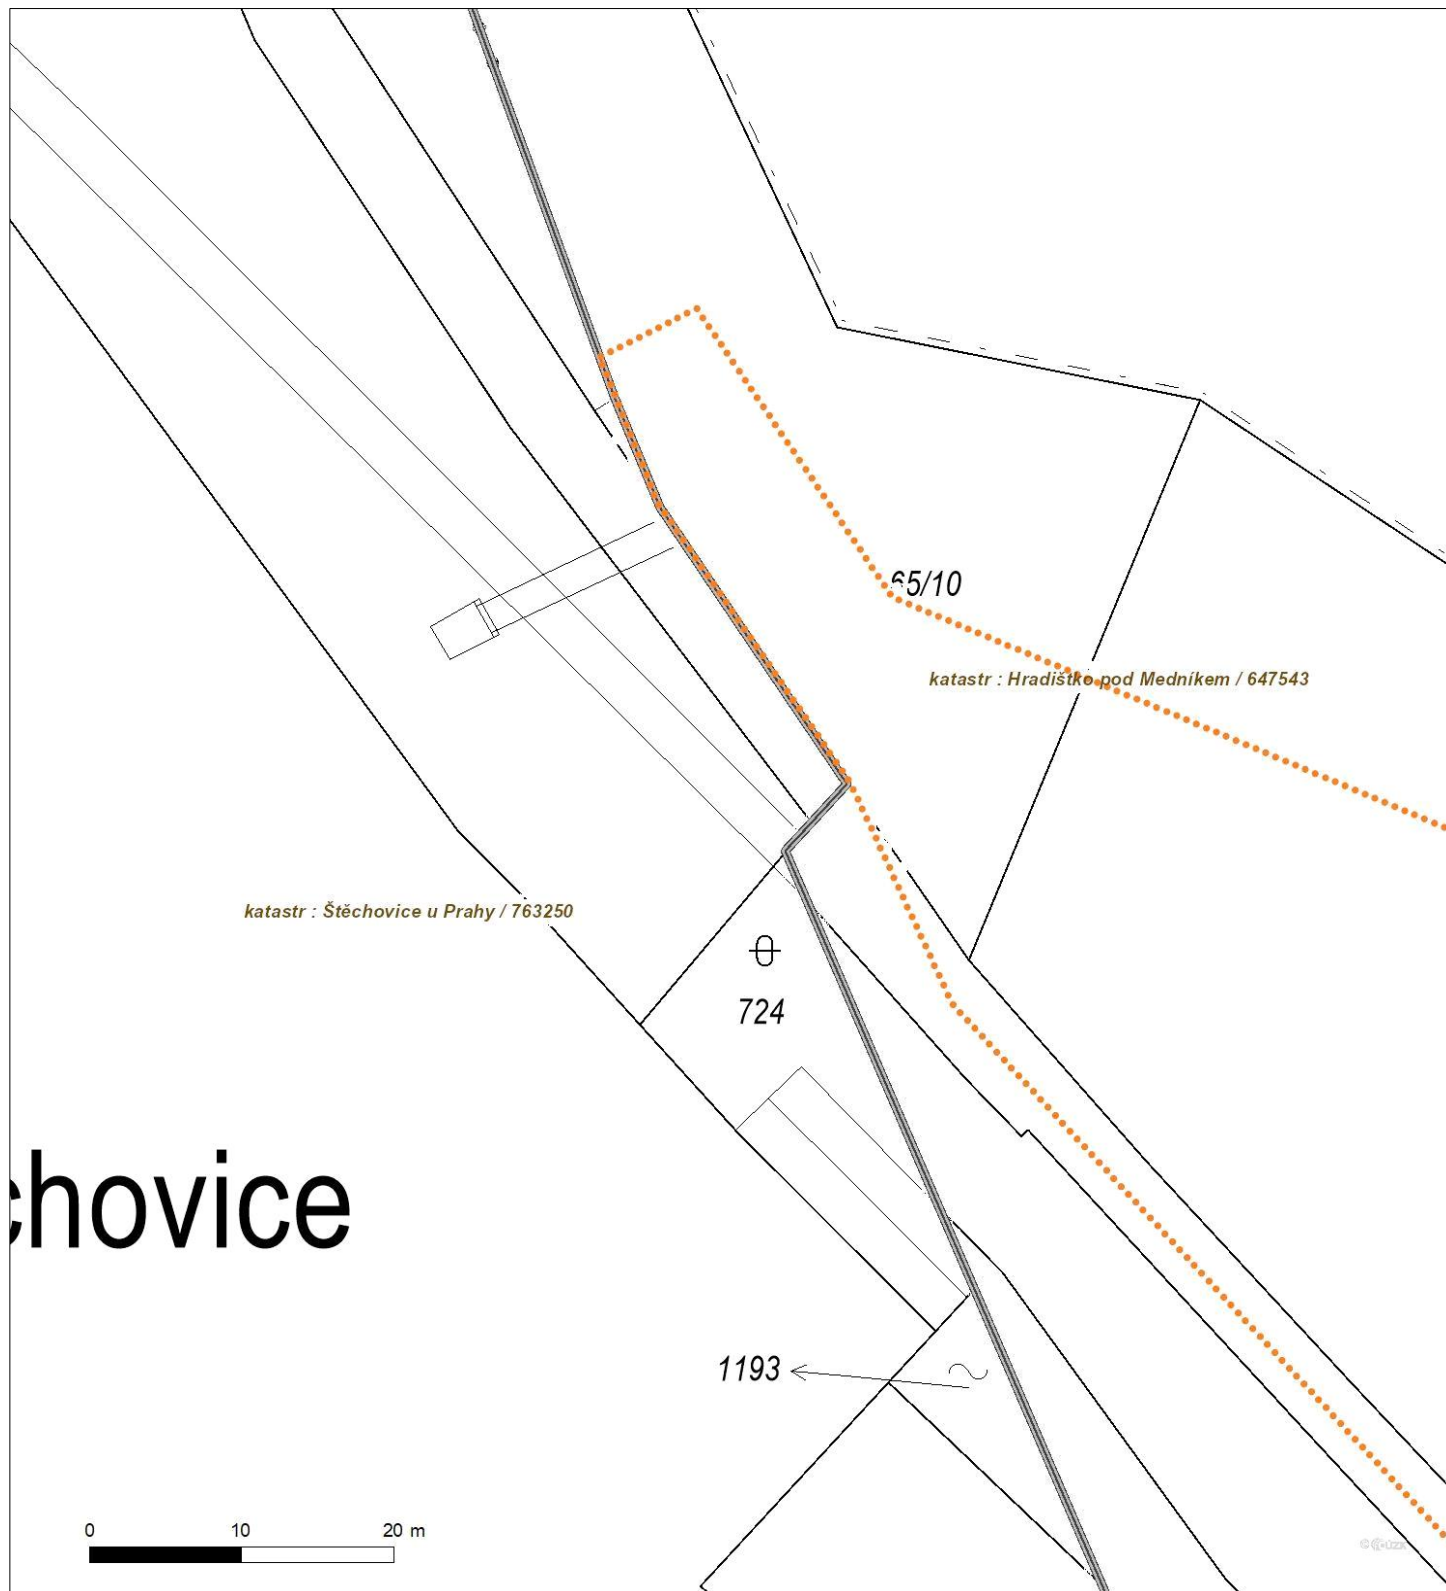 65/10
katastr : Hradištko pod Medníkem / 647543
katastr : Štěchovice u Prahy / 763250
724
chovice
1193
0 10 20 m